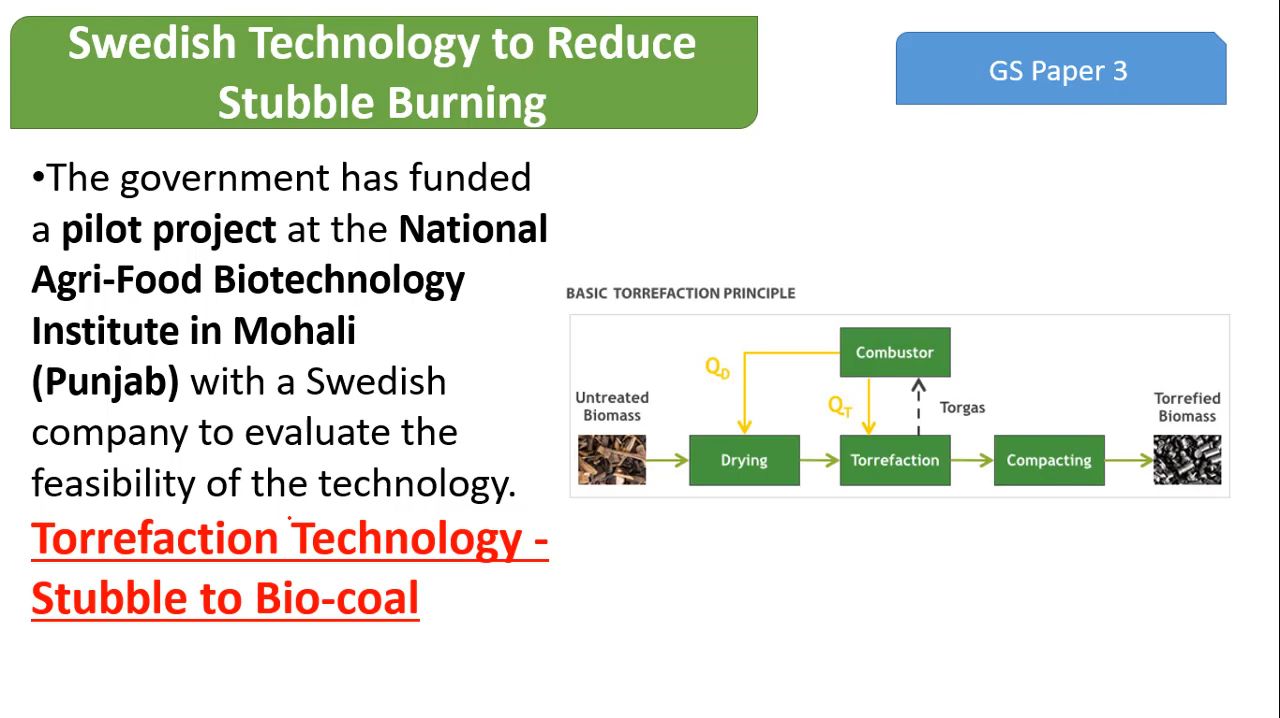 Swedish Technology to Reduce
Stubble Burning
GS Paper 3
•The government has funded
a pilot project at the National
Agri-Food Biotechnology
Institute in Mohali
(Punjab) with a Swedish
company to evaluate the
feasibility of the technology.
Torrefaction Technology -
Stubble to Bio-coal
BASIC TORREFACTION PRINCIPLE
Combustor
QD
QT
Torgas
Untreated
Biomass
Drying
Torrefaction
Compacting
Torrefied
Biomass